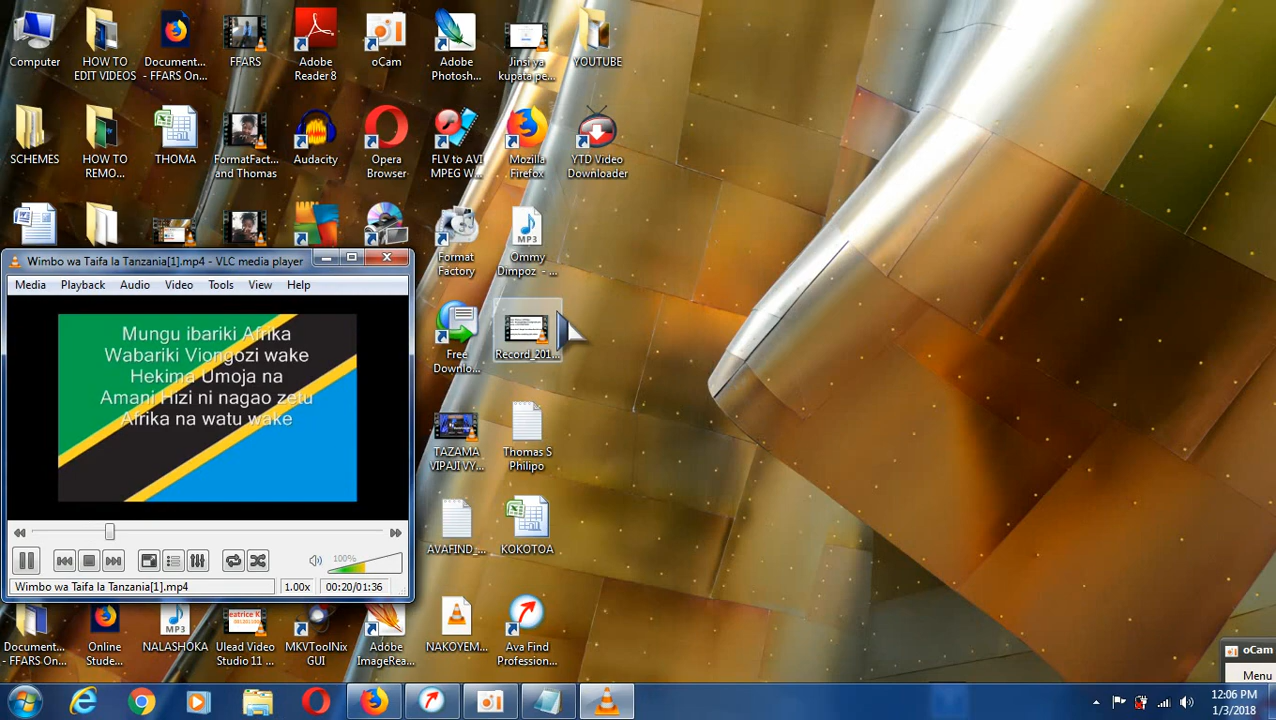 Computer
HOW TO
EDIT VIDEOS
Document...
- FFARS On...
FFARS
Adobe
Reader 8
oCam
Adobe
Photosh...
Jinsi ya
kupata pe...
YOUTUBE
SCHEMES
HOW TO
REMO...
THOMA
FormatFact...
and Thomas
Audacity
Opera
Browser
FLV to AVI
MPEG W...
Mozilla
Firefox
YTD Video
Downloader
Format
Factory
MP3
Ommy
Dimpoz - ...
Wimbo wa Taifa la Tanzania[1].mp4 - VLC media player
Media Playback Audio Video Tools View Help
Mungu ibariki Afrika
Wabariki Viongozi wake
Hekima Umoja na
Amani Hizi ni nagao zetu
Afrika na watu wake
100%
Wimbo wa Taifa la Tanzania[1].mp4
1.00x
00:20/01:36
Free
Downlo...
Record_201...
TAZAMA
VIPAJI VY...
Thomas S
Philipo
AVAFIND_...
KOKOTOA
Document...
- FFARS On...
Online
Stude...
MP3
NALASHOKA
eatrice K
Ulead Video
Studio 11 ...
MKVToolNix
GUI
Adobe
ImageRea...
NAKOYEM...
Ava Find
Profession...
oCam
Menu
12:06 PM
1/3/2018